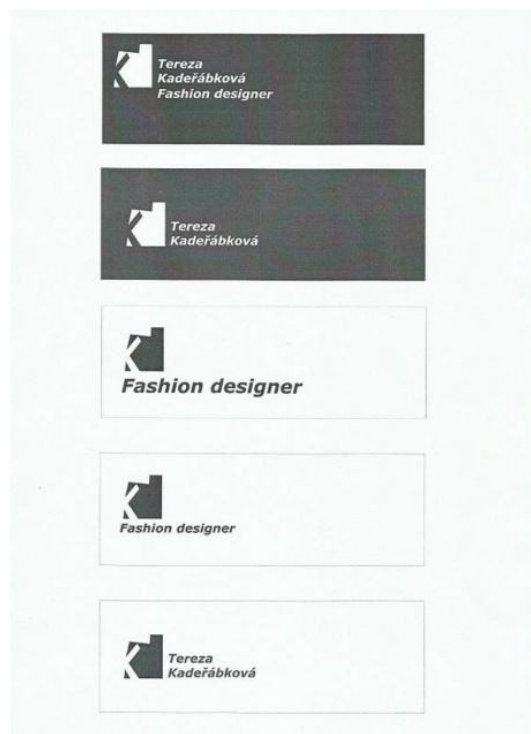 Tereza
Kadeřábková
Fashion designer
Tereza
Kadeřábková
Fashion designer
Fashion designer
Tereza
Kadeřábková